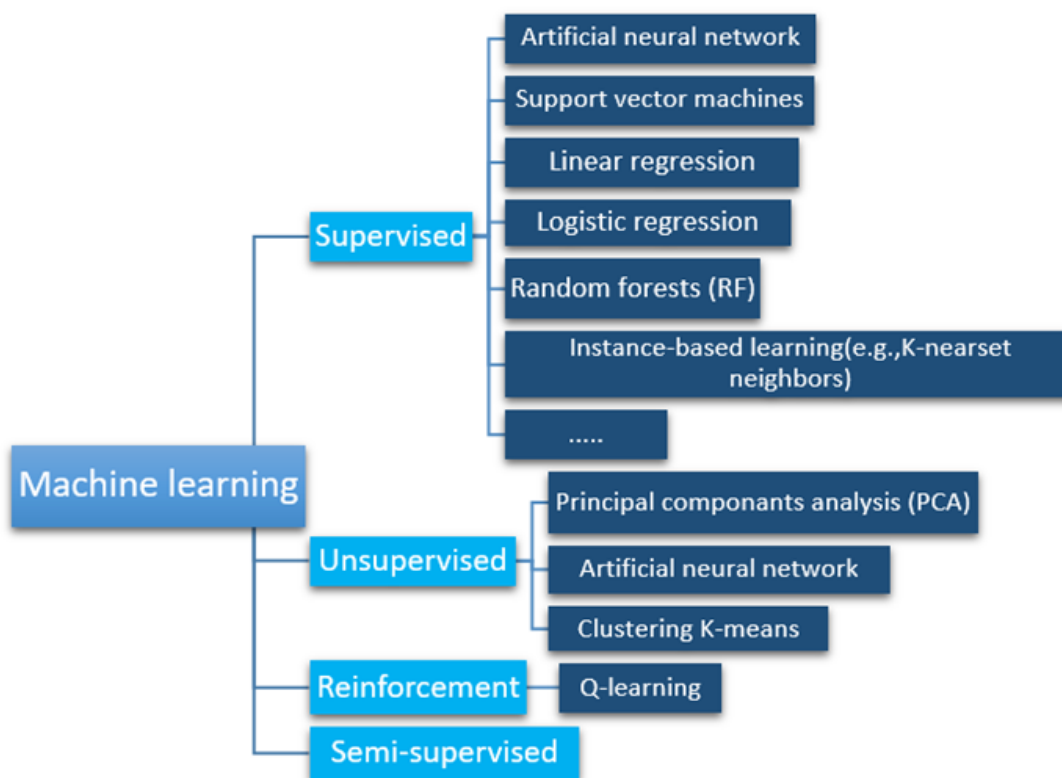 Artificial neural network
Support vector machines
Linear regression
Logistic regression
Supervised
Random forests (RF)
Instance-based learning(e.g.,K-nearset
neighbors)
.....
Machine learning
Principal componants analysis (PCA)
Unsupervised
Artificial neural network
Clustering K-means
Reinforcement
Q-learning
Semi-supervised